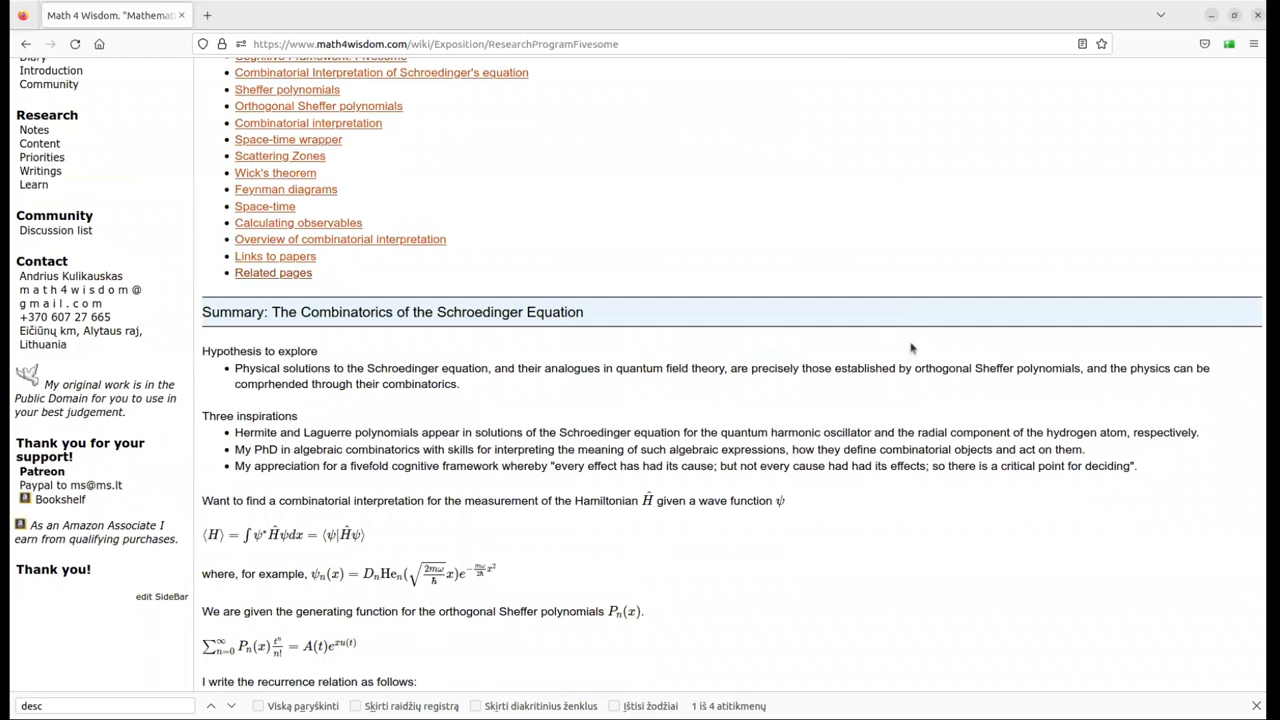 Math 4 Wisdom. "Mathemat
https://www.math4wisdom.com/wiki/Exposition/ResearchProgramFivesome
Diary
Introduction
Community
Research
Notes
Content
Priorities
Writings
Learn
Community
Discussion list
Contact
Andrius Kulikauskas
m a t h 4 w i s d o m @
g m a i l . c o m
+370 607 27 665
Eičiūnų km, Alytaus raj,
Lithuania
My original work is in the
Public Domain for you to use in
your best judgement.
Thank you for your
support!
Patreon
Paypal to ms@ms.lt
Bookshelf
As an Amazon Associate I
earn from qualifying purchases.
Thank you!
edit SideBar
Cognitive Framework: Fivesome
Combinatorial Interpretation of Schroedinger's equation
Sheffer polynomials
Orthogonal Sheffer polynomials
Combinatorial interpretation
Space-time wrapper
Scattering Zones
Wick's theorem
Feynman diagrams
Space-time
Calculating observables
Overview of combinatorial interpretation
Links to papers
Related pages
Summary: The Combinatorics of the Schroedinger Equation
Hypothesis to explore
Physical solutions to the Schroedinger equation, and their analogues in quantum field theory, are precisely those established by orthogonal Sheffer polynomials, and the physics can be
comprhended through their combinatorics.
Three inspirations
Hermite and Laguerre polynomials appear in solutions of the Schroedinger equation for the quantum harmonic oscillator and the radial component of the hydrogen atom, respectively.
My PhD in algebraic combinatorics with skills for interpreting the meaning of such algebraic expressions, how they define combinatorial objects and act on them.
My appreciation for a fivefold cognitive framework whereby "every effect has had its cause; but not every cause had had its effects; so there is a critical point for deciding".
Want to find a combinatorial interpretation for the measurement of the Hamiltonian Ĥ given a wave function ψ
⟨H⟩ = ∫ ψ*Ĥψdx = ⟨ψ|Ĥψ⟩
where, for example, ψₙ(x) = DₙHeₙ(√(2mω/ħ) x)e^(−(mω/2ħ)x²)
We are given the generating function for the orthogonal Sheffer polynomials Pₙ(x).
∑_{n=0}^∞ Pₙ(x) tⁿ/n! = A(t)e^{xu(t)}
I write the recurrence relation as follows:
desc
Viską paryškinti
Skirti raidžių registrą
Skirti diakritinius ženklus
Ištisi žodžiai
1 iš 4 atitikmenų